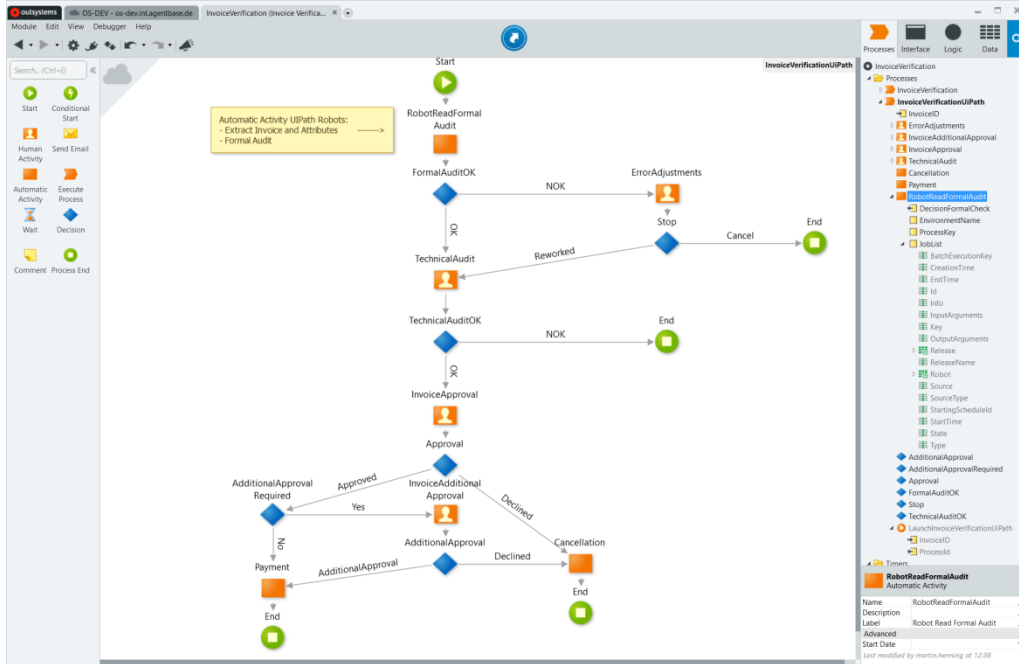 outsystems
OS-DEV - os-dev.int.agentbase.de
InvoiceVerification (Invoice Verifica...
Module Edit View Debugger Help
Search... (Ctrl+E)
Start
Conditional
Start
Human
Activity
Send Email
Automatic
Activity
Execute
Process
Wait
Decision
Comment
Process End
InvoiceVerificationUiPath
Automatic Activity UIPath Robots:
- Extract Invoice and Attributes ------->
- Formal Audit
Start
RobotReadFormal
Audit
FormalAuditOK
NOK
ErrorAdjustments
OK
Stop
Cancel
End
Reworked
TechnicalAudit
TechnicalAuditOK
NOK
End
OK
InvoiceApproval
Approval
Approved
Declined
AdditionalApproval
Required
Yes
InvoiceAdditional
Approval
No
AdditionalApproval
Declined
Cancellation
AdditionalApproval
Payment
End
End
Processes
Interface
Logic
Data
InvoiceVerification
Processes
InvoiceVerification
InvoiceVerificationUiPath
InvoiceID
ErrorAdjustments
InvoiceAdditionalApproval
InvoiceApproval
TechnicalAudit
Cancellation
Payment
RobotReadFormalAudit
DecisionFormalCheck
EnvironmentName
ProcessKey
JobList
BatchExecutionKey
CreationTime
EndTime
Id
Info
InputArguments
Key
OutputArguments
Release
ReleaseName
Robot
Source
SourceType
StartingScheduleId
StartTime
State
Type
AdditionalApproval
AdditionalApprovalRequired
Approval
FormalAuditOK
Stop
TechnicalAuditOK
LaunchInvoiceVerificationUiPath
InvoiceID
ProcessId
Timers
RobotReadFormalAudit
Automatic Activity
Name RobotReadFormalAudit
Description
Label Robot Read Formal Audit
Advanced
Start Date
Last modified by martin.henning at 12:38